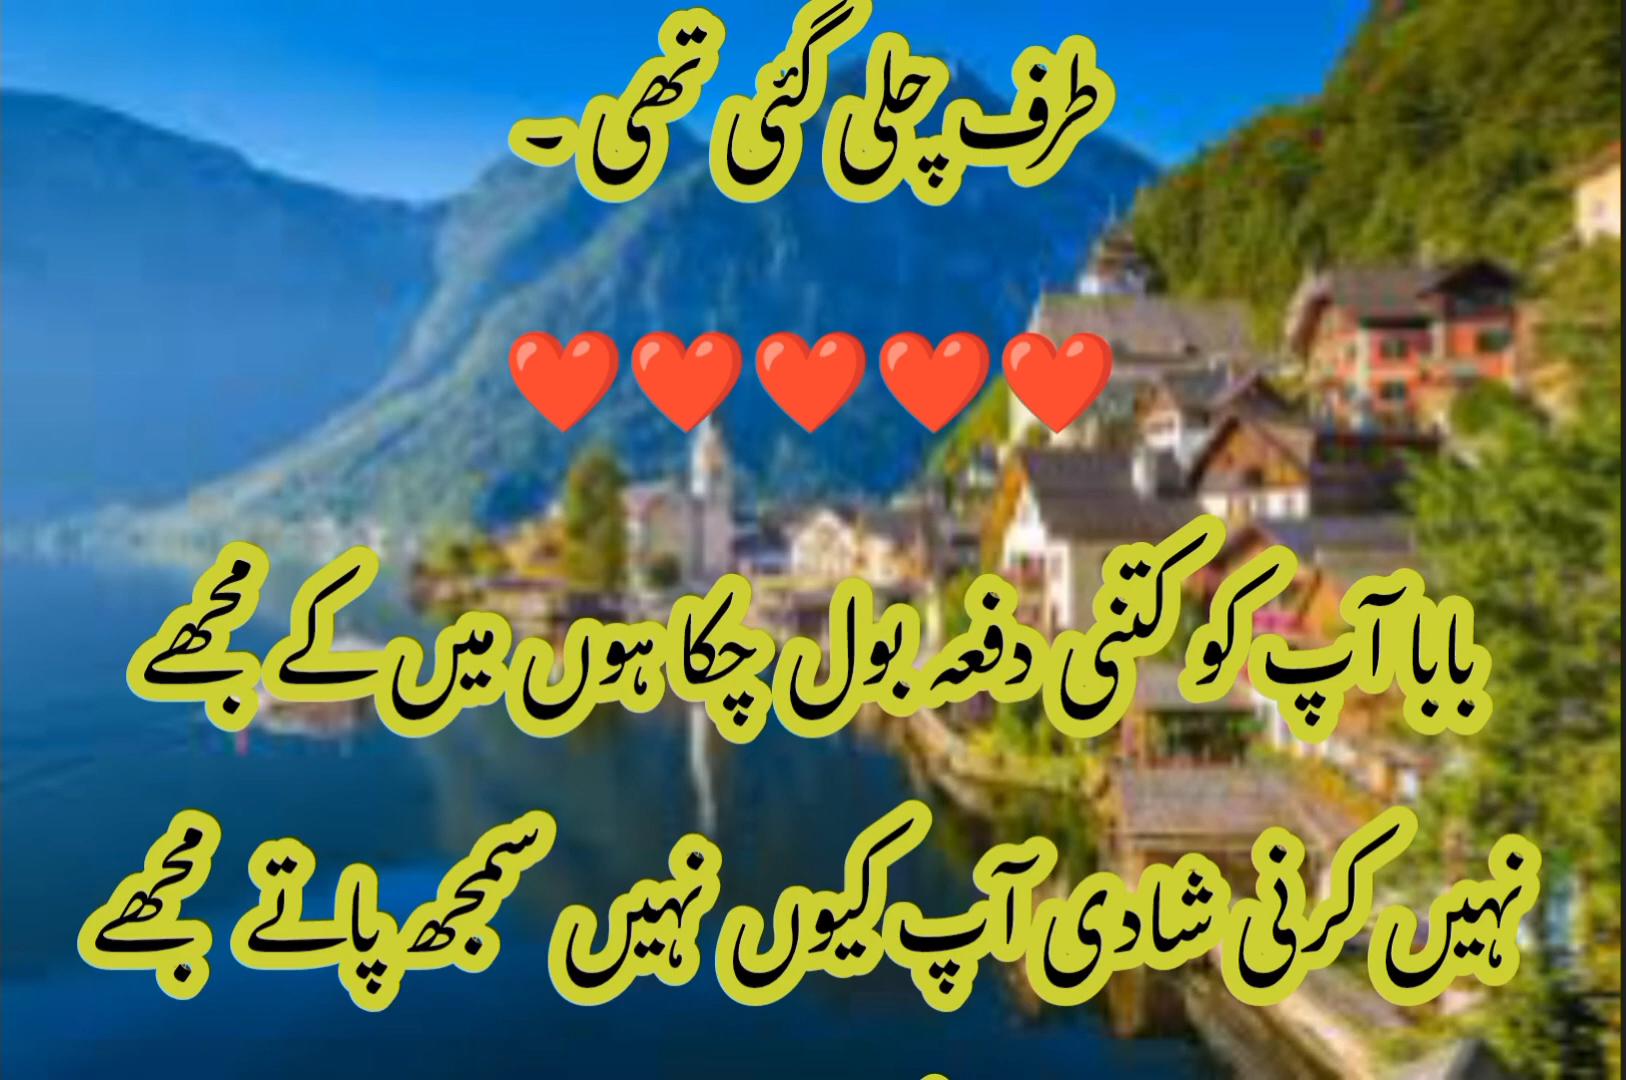 طرف چلی گئی تھی۔
❤️❤️❤️❤️❤️
بابا آپ کو کتنی دفعہ بول چکا ہوں میں کے مجھے
نہیں کرنی شادی آپ کیوں نہیں سمجھ پاتے مجھے